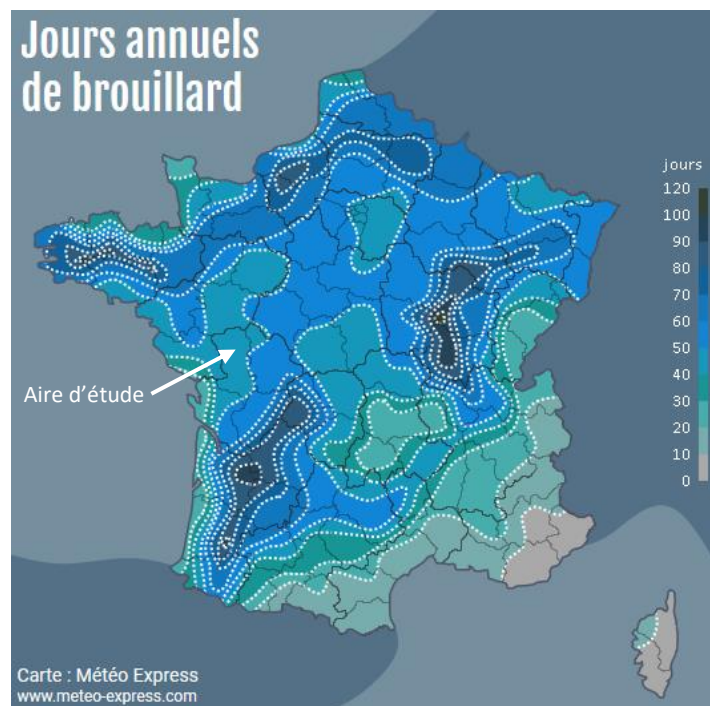 Jours annuels
de brouillard
jours
120
100
90
80
70
60
50
40
30
20
10
0
Aire d’étude
Carte : Météo Express
www.meteo-express.com